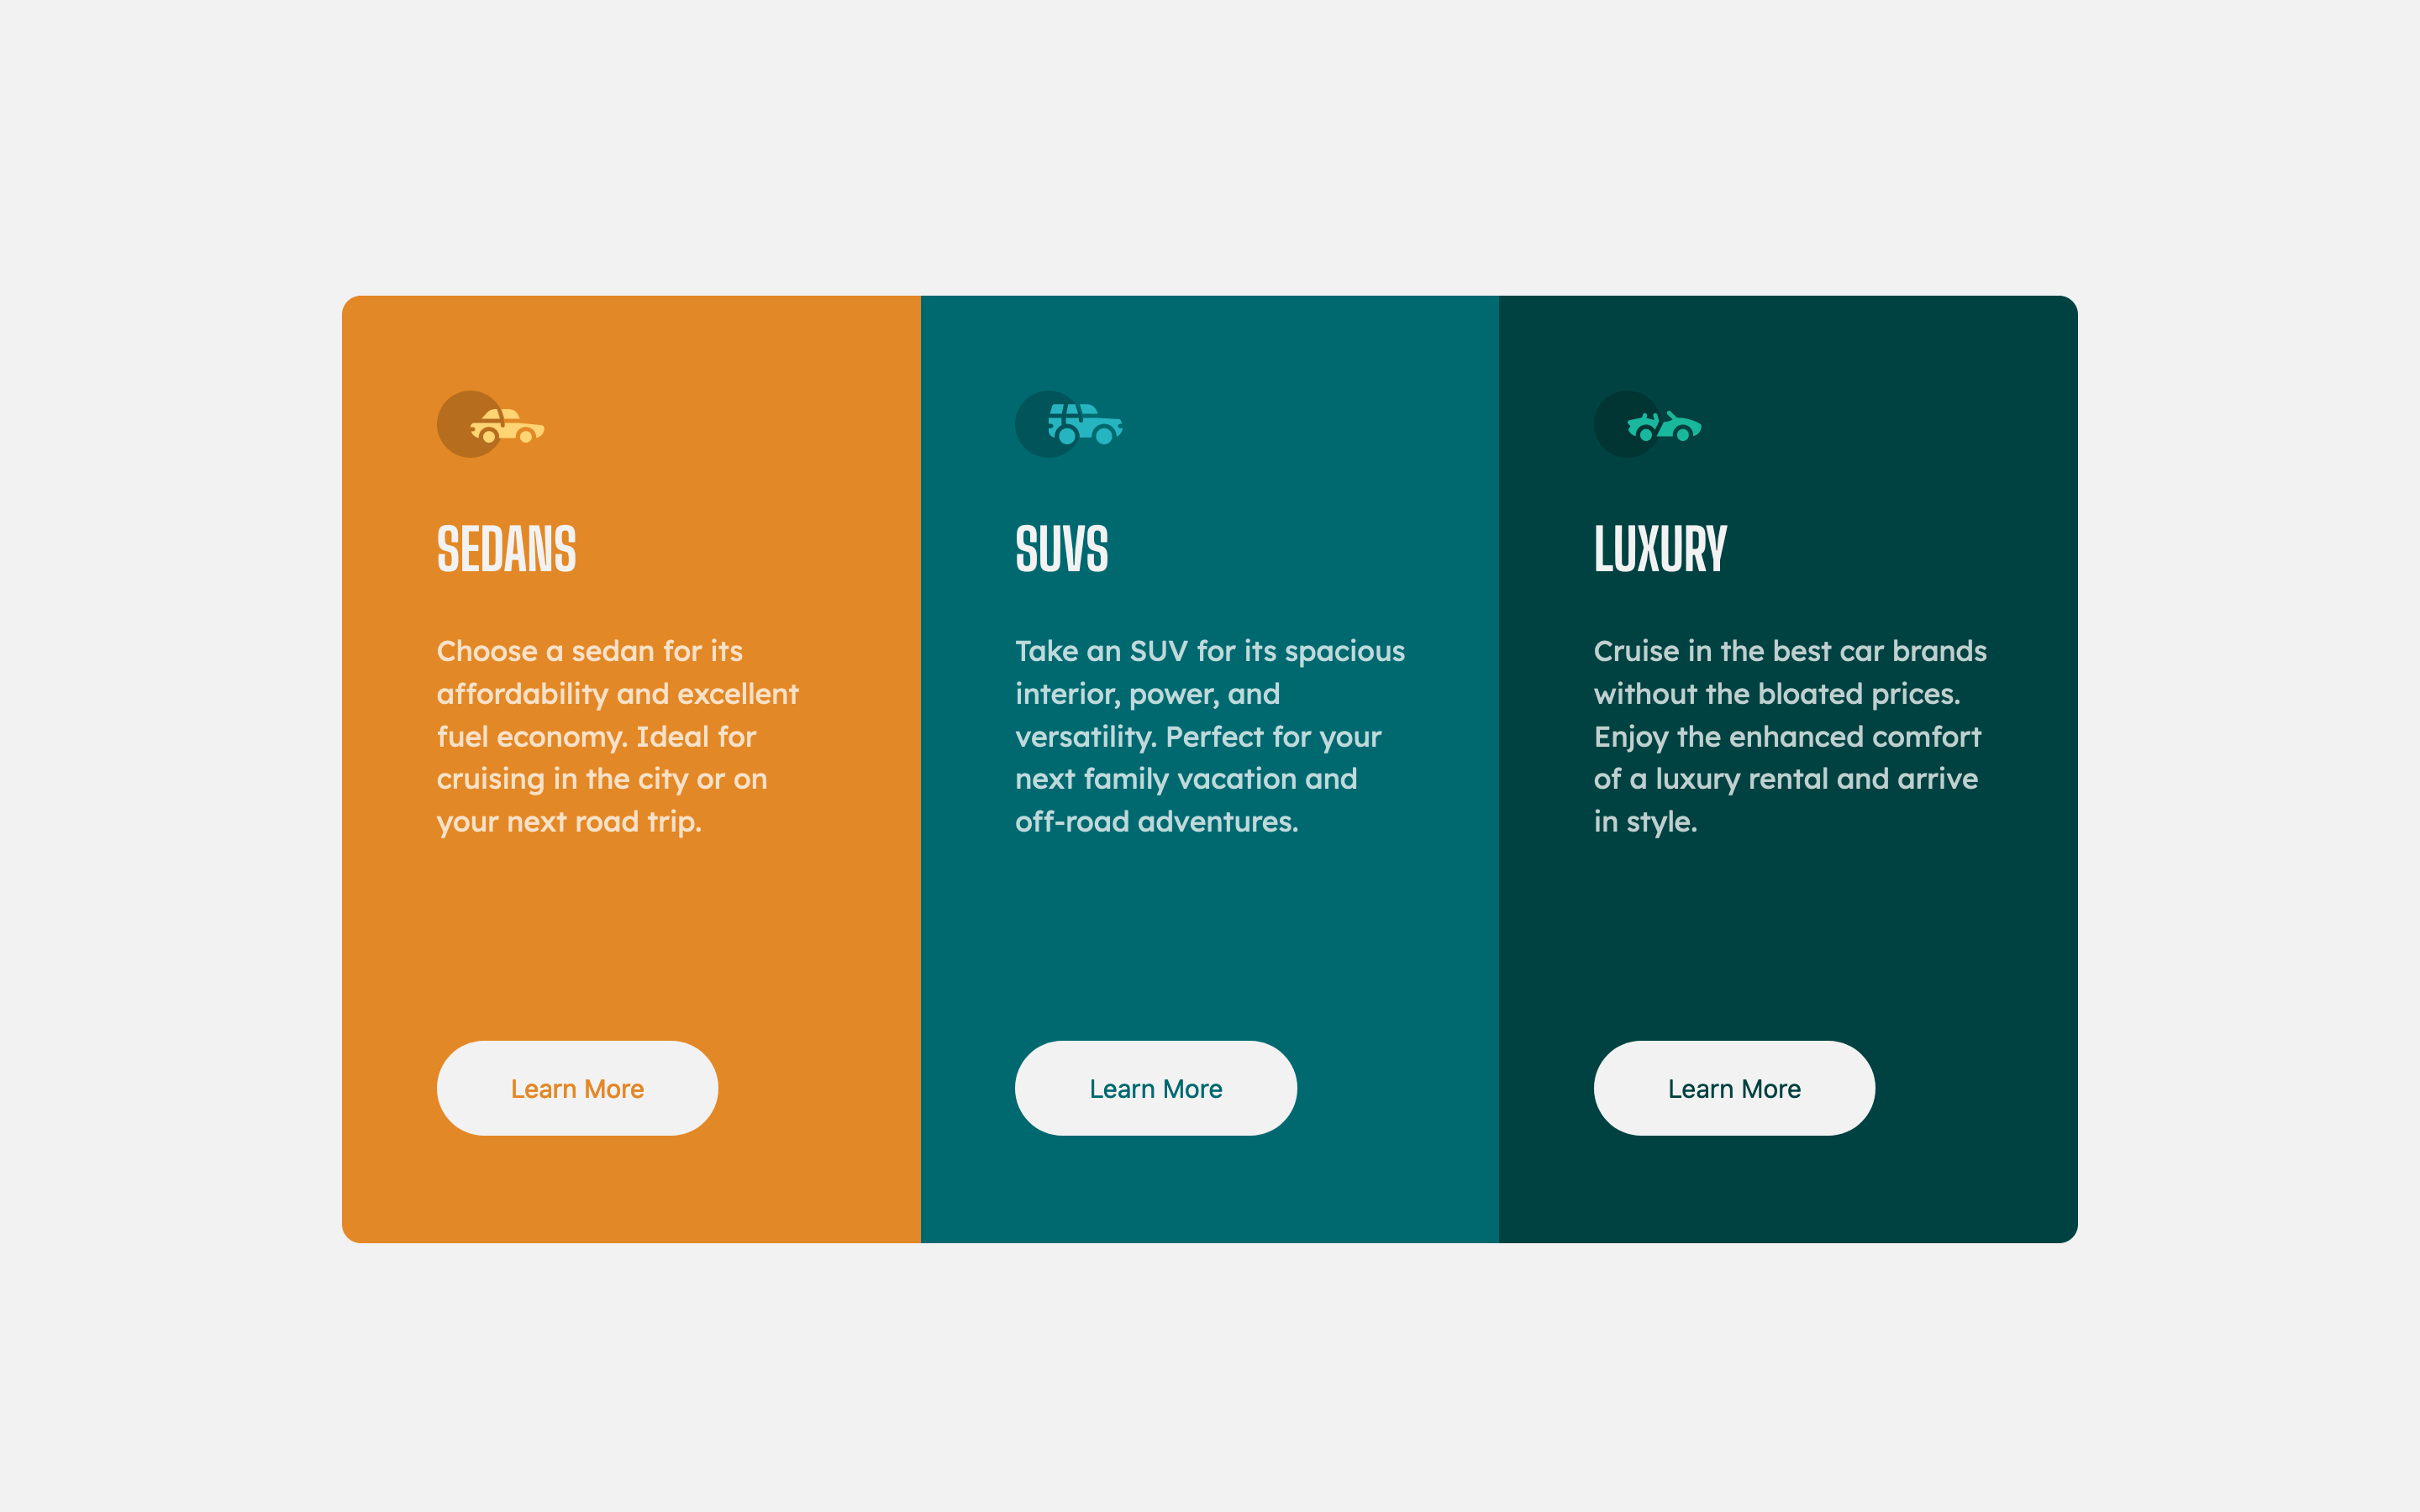 SEDANS
Choose a sedan for its
affordability and excellent
fuel economy. Ideal for
cruising in the city or on
your next road trip.
Learn More
SUVS
Take an SUV for its spacious
interior, power, and
versatility. Perfect for your
next family vacation and
off-road adventures.
Learn More
LUXURY
Cruise in the best car brands
without the bloated prices.
Enjoy the enhanced comfort
of a luxury rental and arrive
in style.
Learn More